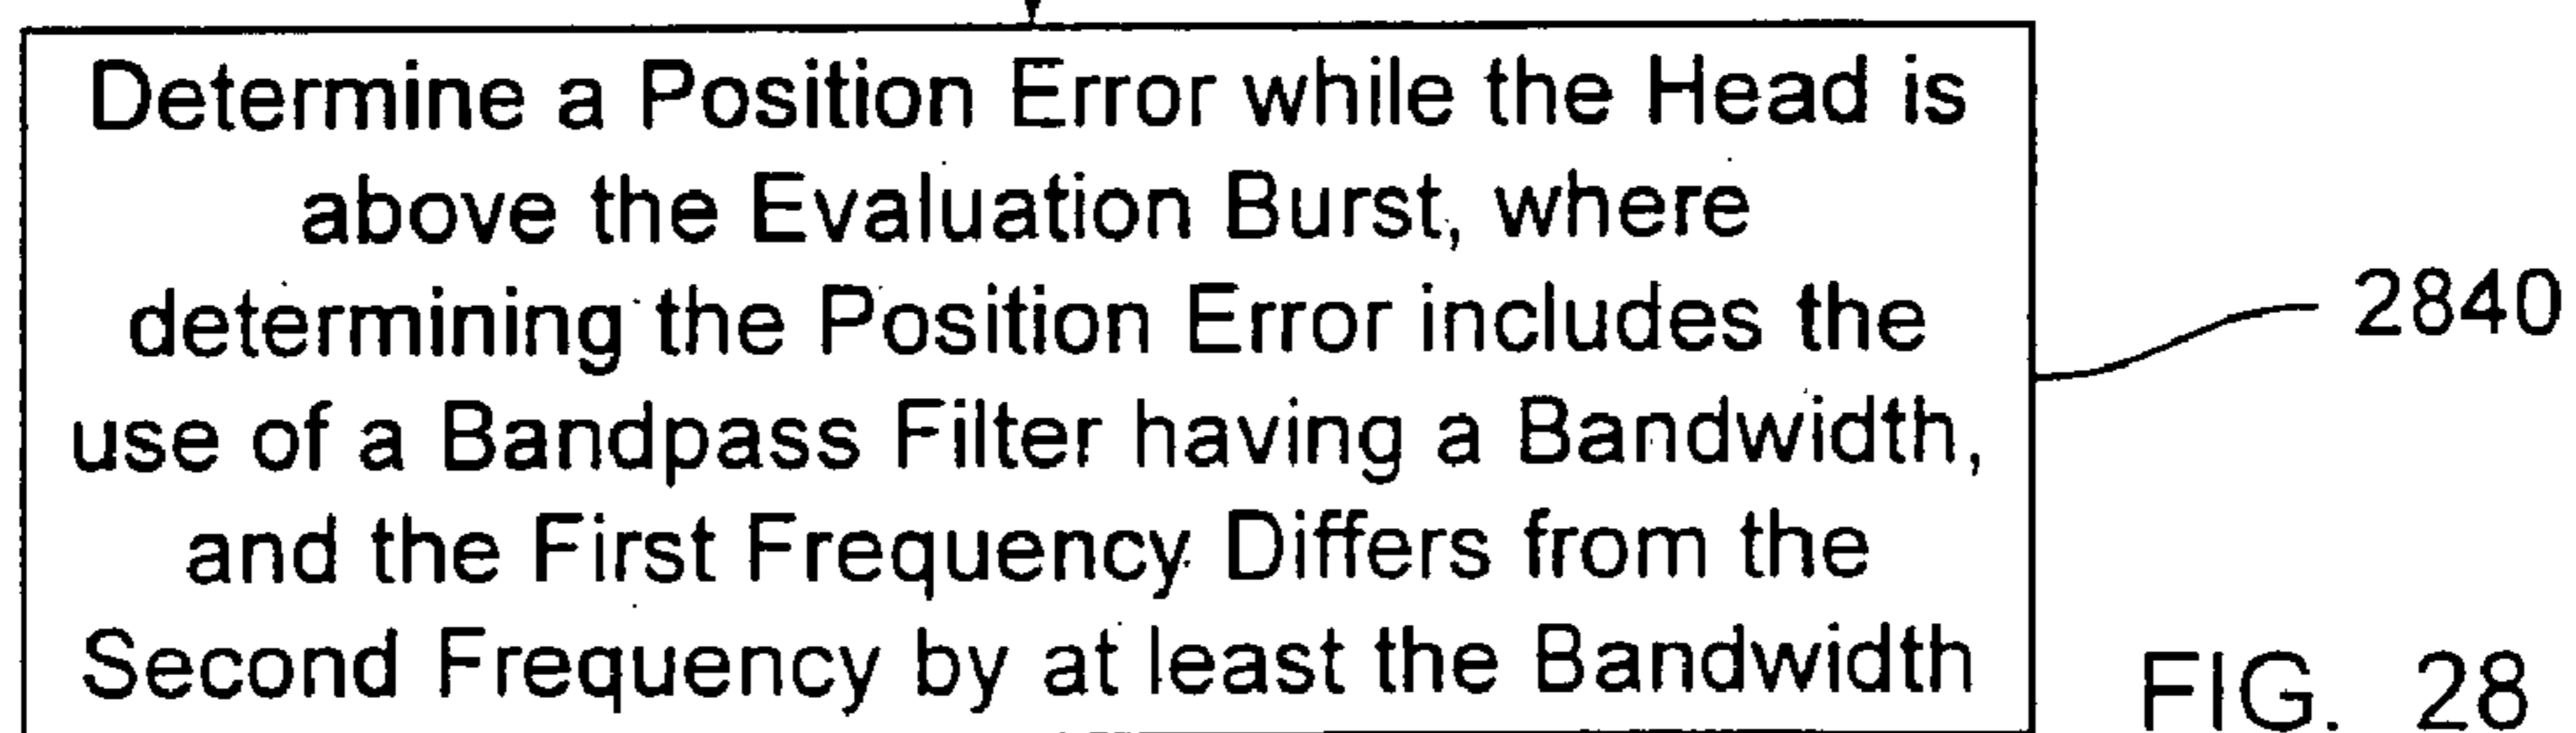 Determine a Position Error while the Head is
above the Evaluation Burst, where
determining the Position Error includes the
use of a Bandpass Filter having a Bandwidth,
and the First Frequency Differs from the
Second Frequency by at least the Bandwidth
2840
FIG. 28